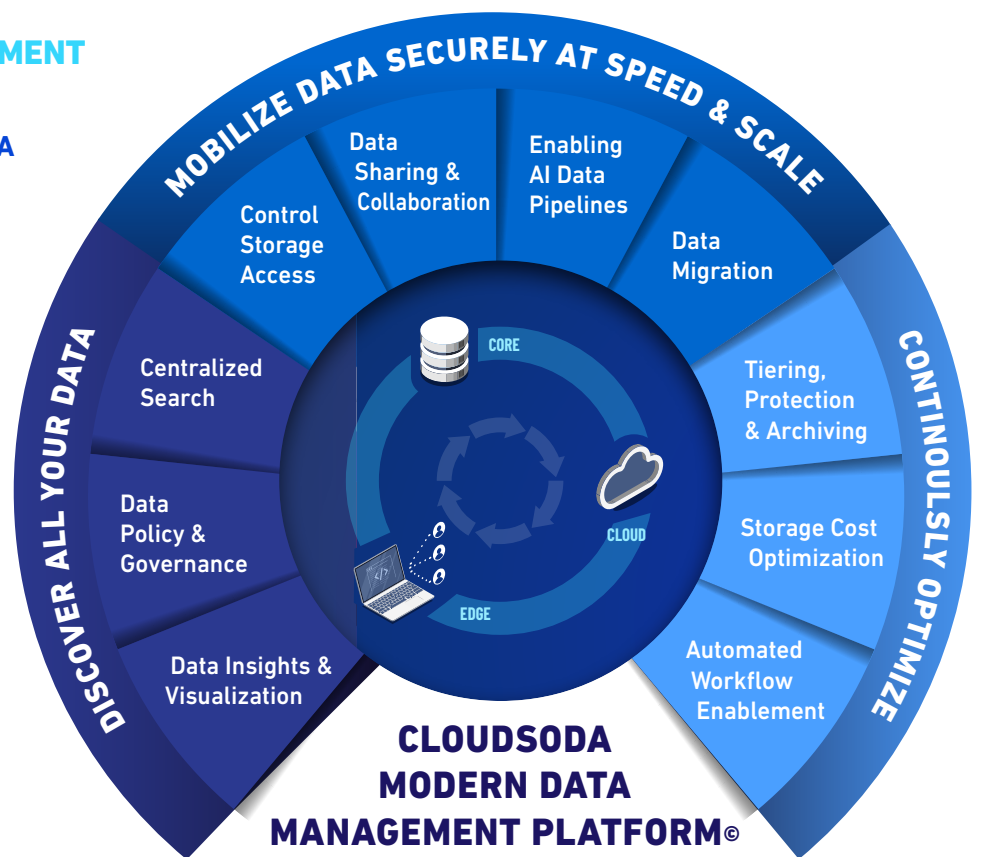 MENT
A
MOBILIZE DATA SECURELY AT SPEED & SCALE
Data
Sharing &
Collaboration
Enabling
AI Data
Pipelines
Control
Storage
Access
Data
Migration
DISCOVER ALL YOUR DATA
Centralized
Search
Data
Policy &
Governance
Data Insights &
Visualization
CORE
CLOUD
EDGE
</>
CONTINOULSLY OPTIMIZE
Tiering,
Protection
& Archiving
Storage Cost
Optimization
Automated
Workflow
Enablement
CLOUDSODA
MODERN DATA
MANAGEMENT PLATFORM©